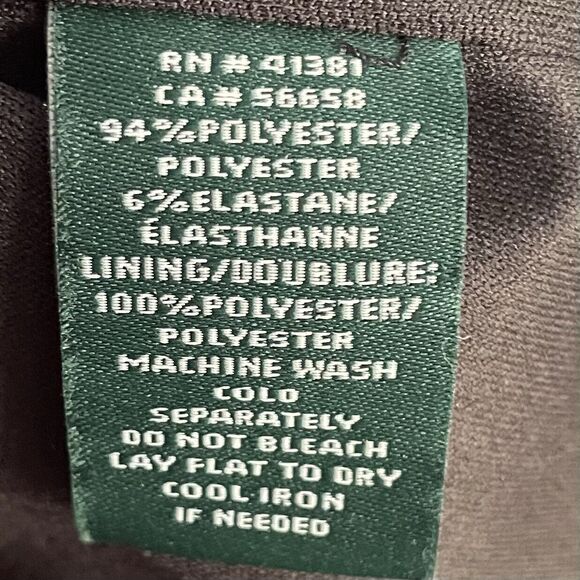 RN # 41381
CA # 56658
94%POLYESTER/
POLYESTER
6%ELASTANE/
ÉLASTHANNE
LINING/DOUBLURE:
100%POLYESTER/
POLYESTER
MACHINE WASH
COLD
SEPARATELY
DO NOT BLEACH
LAY FLAT TO DRY
COOL IRON
IF NEEDED